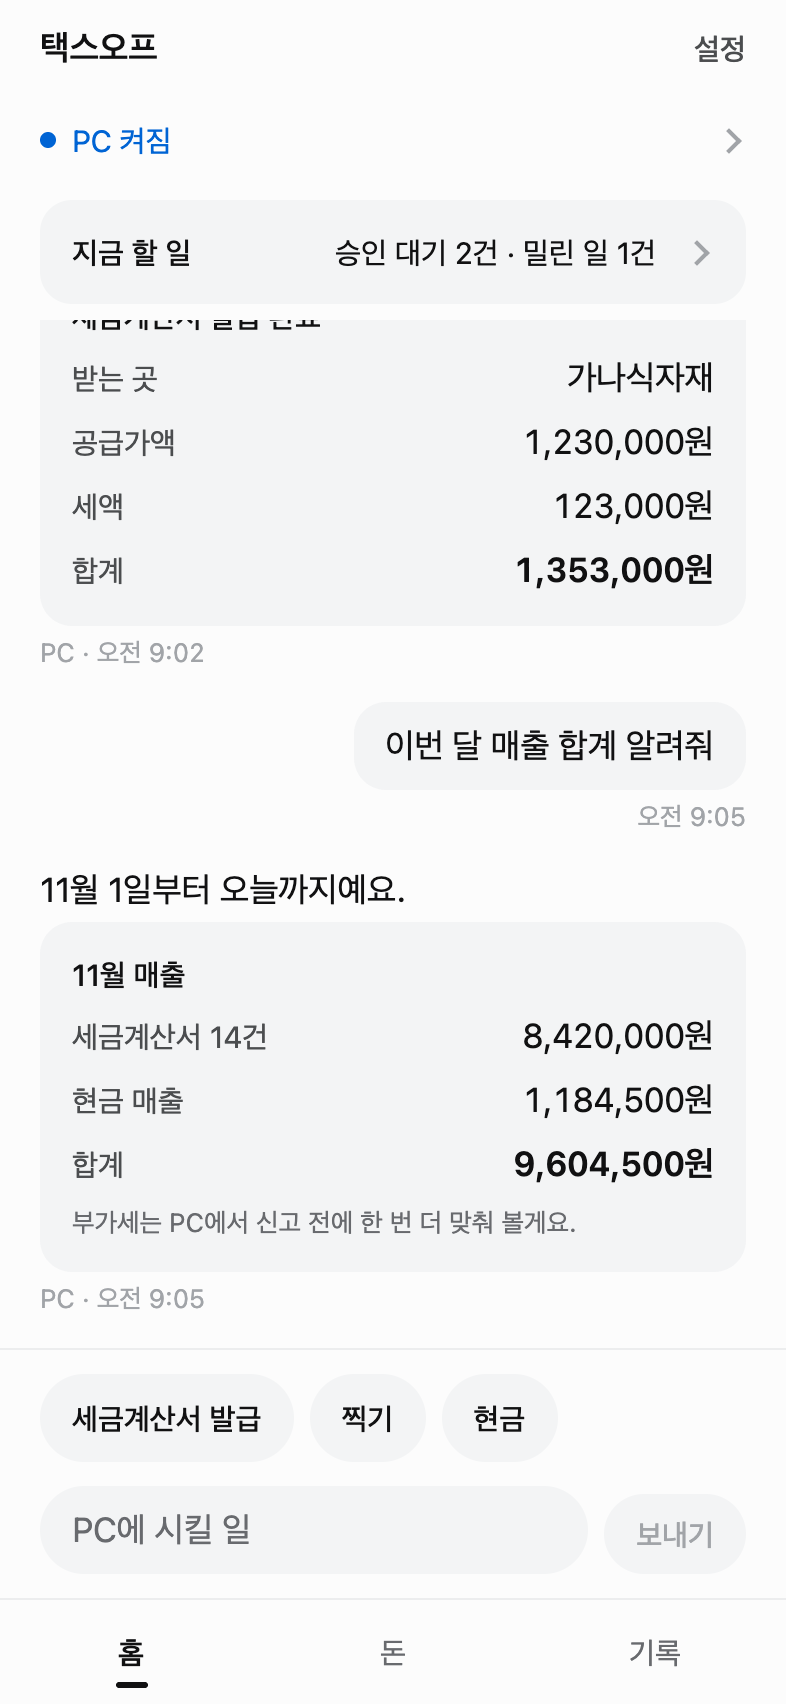 택스오프
설정
PC 켜짐
지금 할 일
승인 대기 2건 · 밀린 일 1건
받는 곳
가나식자재
공급가액
1,230,000원
세액
123,000원
합계
1,353,000원
PC · 오전 9:02
이번 달 매출 합계 알려줘
오전 9:05
11월 1일부터 오늘까지예요.
11월 매출
세금계산서 14건
8,420,000원
현금 매출
1,184,500원
합계
9,604,500원
부가세는 PC에서 신고 전에 한 번 더 맞춰 볼게요.
PC · 오전 9:05
세금계산서 발급
찍기
현금
PC에 시킬 일
보내기
홈
돈
기록